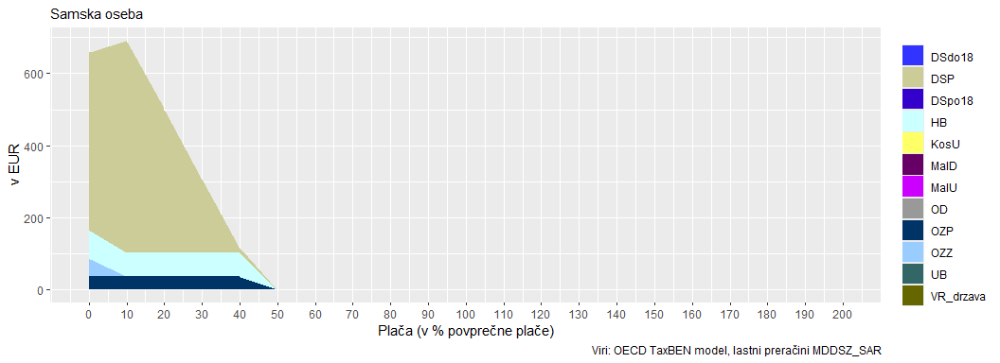 Samska oseba
v EUR
600
400
200
0
0 10 20 30 40 50 60 70 80 90 100 110 120 130 140 150 160 170 180 190 200
Plača (v % povprečne plače)
Viri: OECD TaxBEN model, lastni preračini MDDSZ_SAR
DSdo18
DSP
DSpo18
HB
KosU
MalD
MalU
OD
OZP
OZZ
UB
VR_drzava